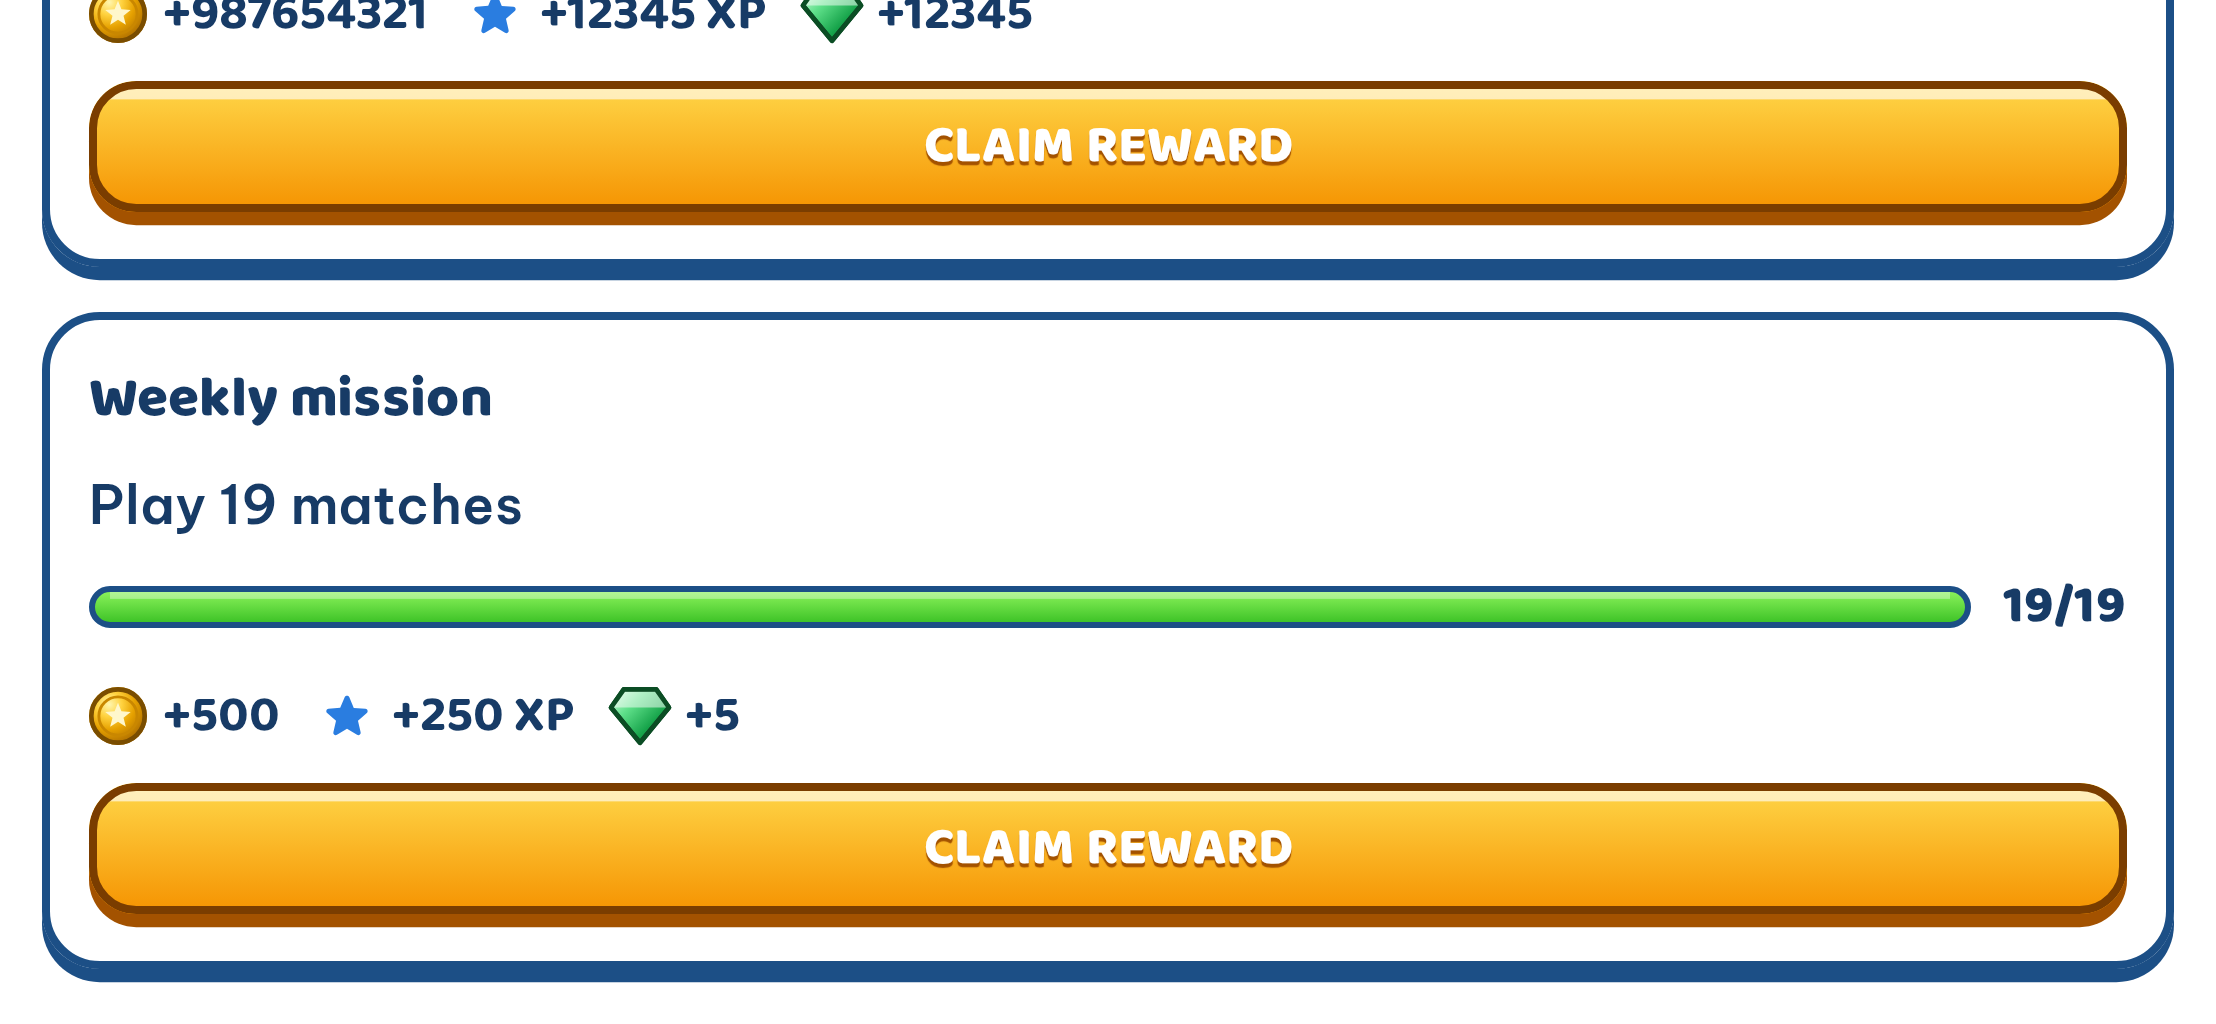 +987654321 +12345 XP +12345
CLAIM REWARD
Weekly mission
Play 19 matches
19/19
+500 +250 XP +5
CLAIM REWARD